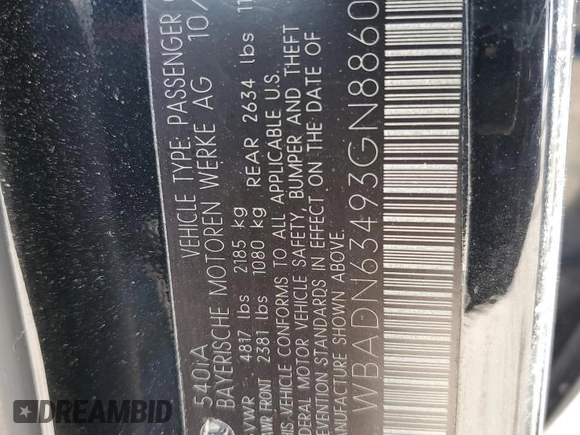 540iA VEHICLE TYPE: PASSENGER
BAYERISCHE MOTOREN WERKE AG 10/
GVWR 4817 lbs 2185 kg
GAWR FRONT 2381 lbs 1080 kg REAR 2634 lbs 11
THIS VEHICLE CONFORMS TO ALL APPLICABLE U.S.
FEDERAL MOTOR VEHICLE SAFETY, BUMPER AND THEFT
PREVENTION STANDARDS IN EFFECT ON THE DATE OF
MANUFACTURE SHOWN ABOVE.
WBADN63493GN8860
DREAMBID